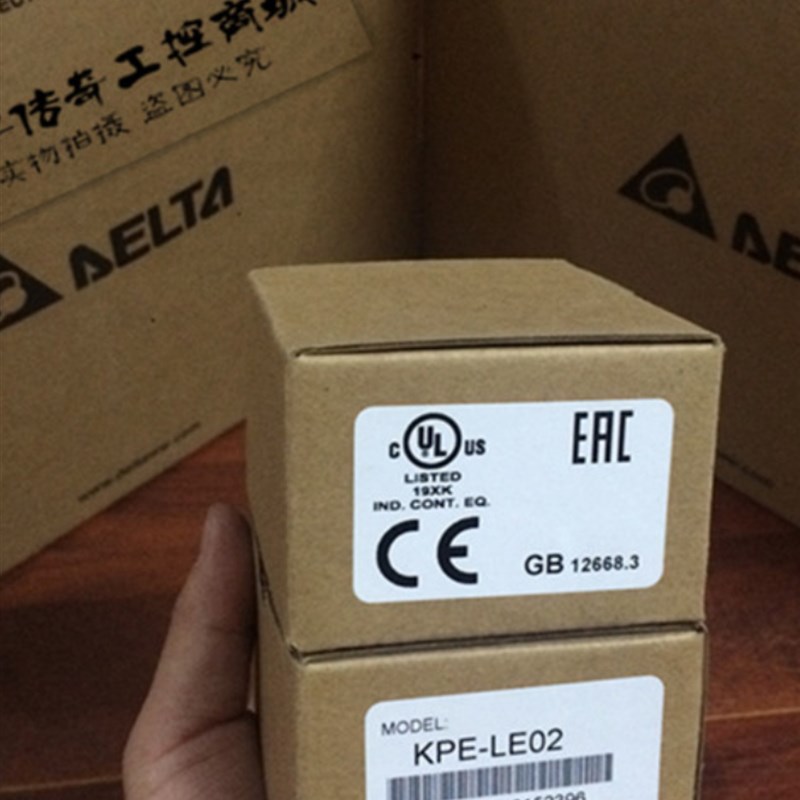 传奇工控商城
实物拍摄 盗图必究
DELTA
DELTA
c UL US
LISTED
19XK
IND. CONT. EQ.
EAC
CE
GB 12668.3
MODEL:
KPE-LE02